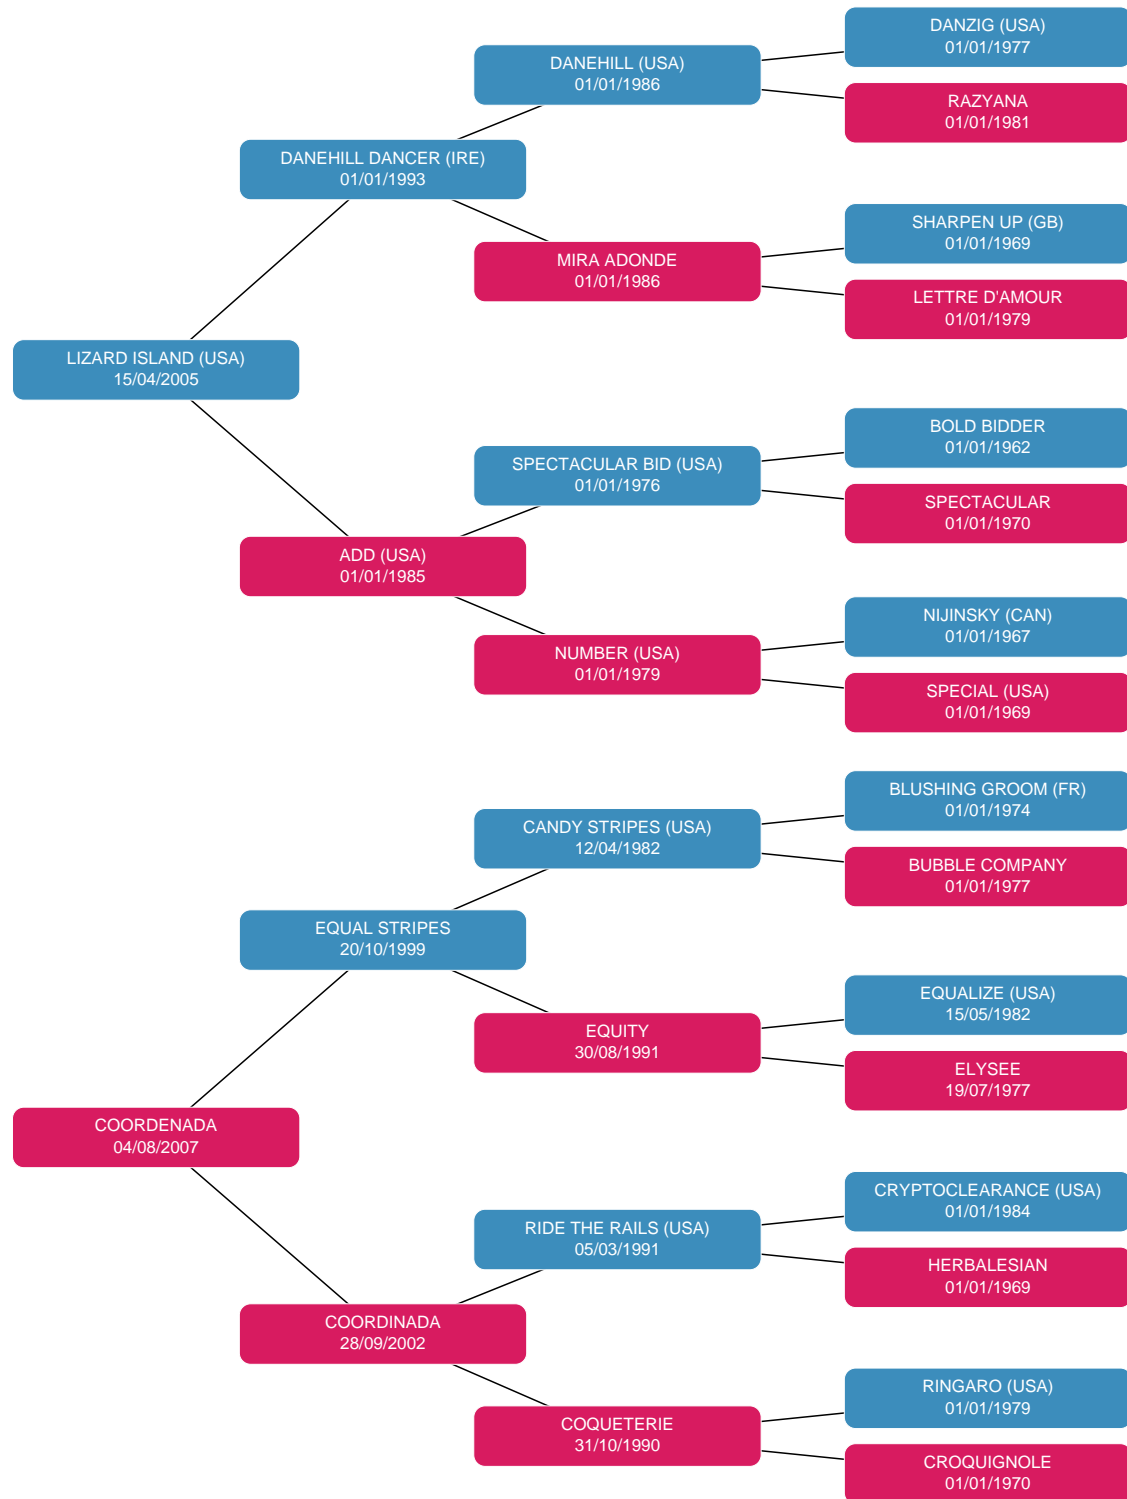 DANZIG (USA)
01/01/1977
DANEHILL (USA)
01/01/1986
RAZYANA
01/01/1981
DANEHILL DANCER (IRE)
01/01/1993
SHARPEN UP (GB)
01/01/1969
MIRA ADONDE
01/01/1986
LETTRE D'AMOUR
01/01/1979
LIZARD ISLAND (USA)
15/04/2005
BOLD BIDDER
01/01/1962
SPECTACULAR BID (USA)
01/01/1976
SPECTACULAR
01/01/1970
ADD (USA)
01/01/1985
NIJINSKY (CAN)
01/01/1967
NUMBER (USA)
01/01/1979
SPECIAL (USA)
01/01/1969
BLUSHING GROOM (FR)
01/01/1974
CANDY STRIPES (USA)
12/04/1982
BUBBLE COMPANY
01/01/1977
EQUAL STRIPES
20/10/1999
EQUALIZE (USA)
15/05/1982
EQUITY
30/08/1991
ELYSEE
19/07/1977
COORDENADA
04/08/2007
CRYPTOCLEARANCE (USA)
01/01/1984
RIDE THE RAILS (USA)
05/03/1991
HERBALESIAN
01/01/1969
COORDINADA
28/09/2002
RINGARO (USA)
01/01/1979
COQUETERIE
31/10/1990
CROQUIGNOLE
01/01/1970